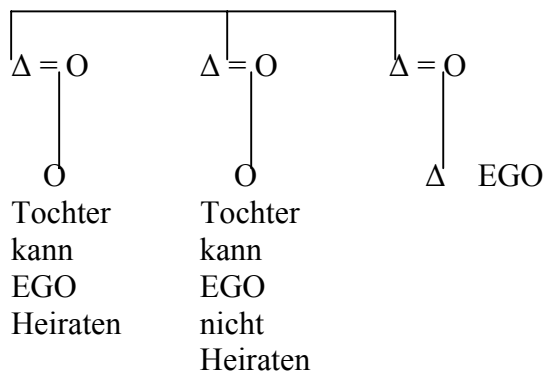 Δ = O Δ = O Δ = O
O O Δ EGO
Tochter Tochter
kann kann
EGO EGO
Heiraten nicht
Heiraten